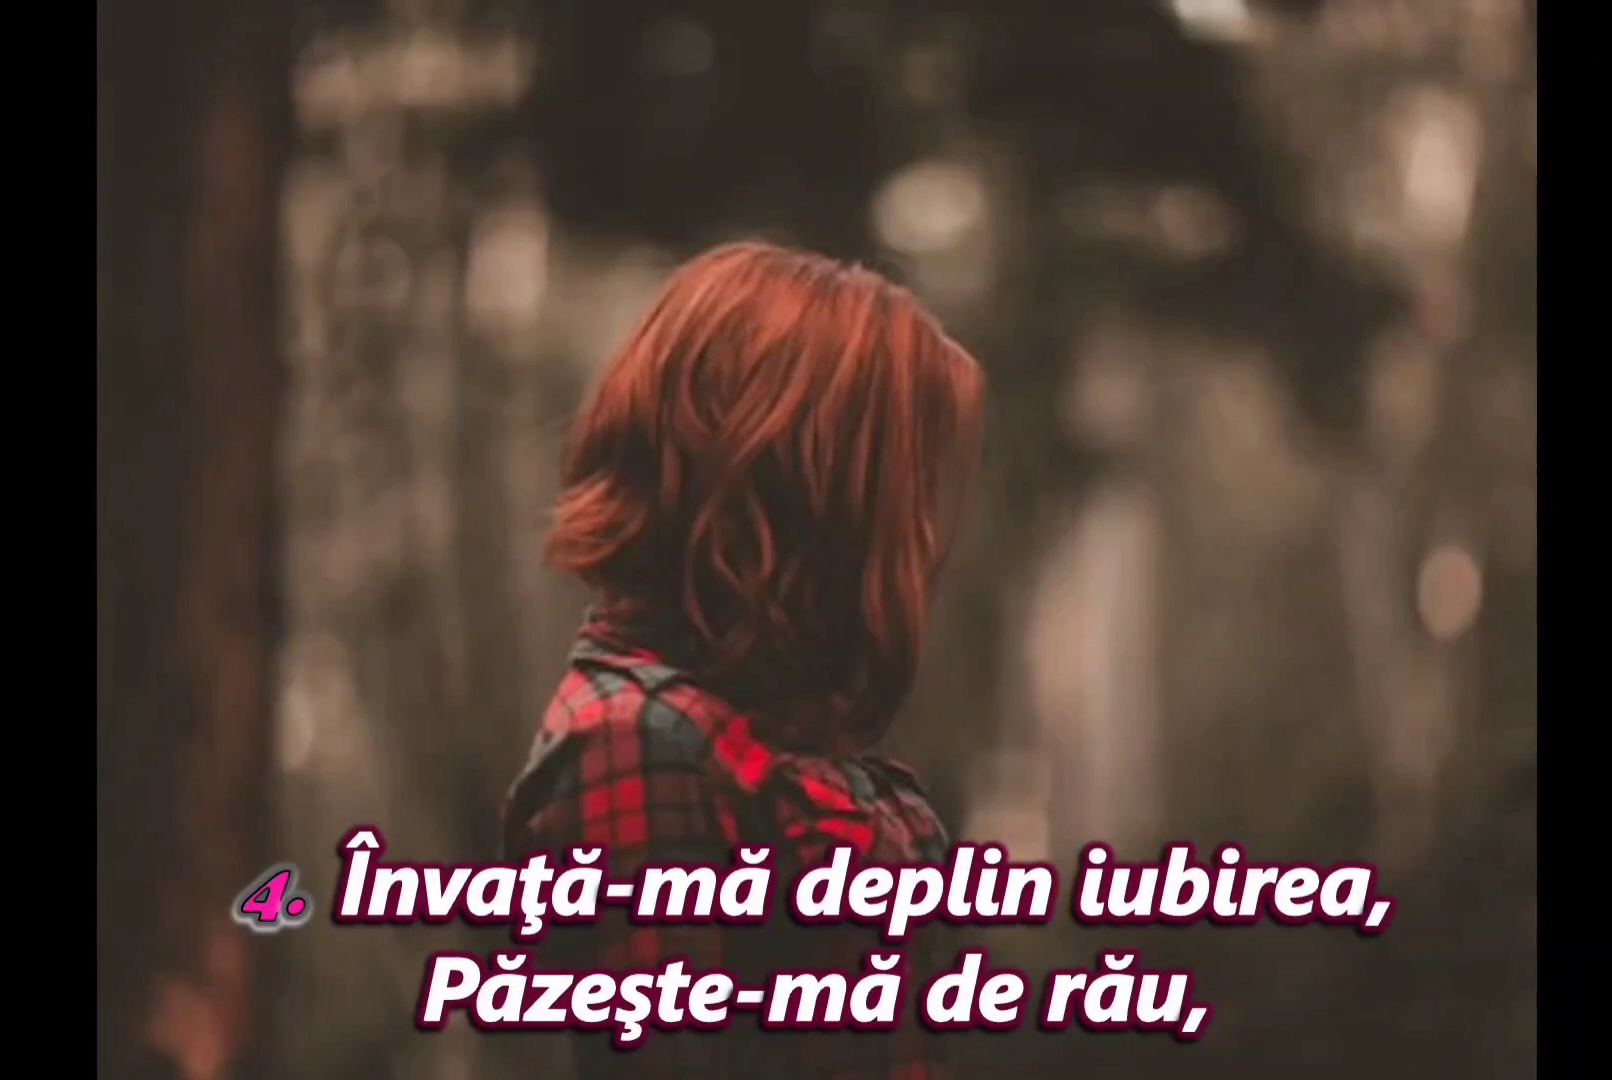 4. Învaţă-mă deplin iubirea,
Păzeşte-mă de rău,